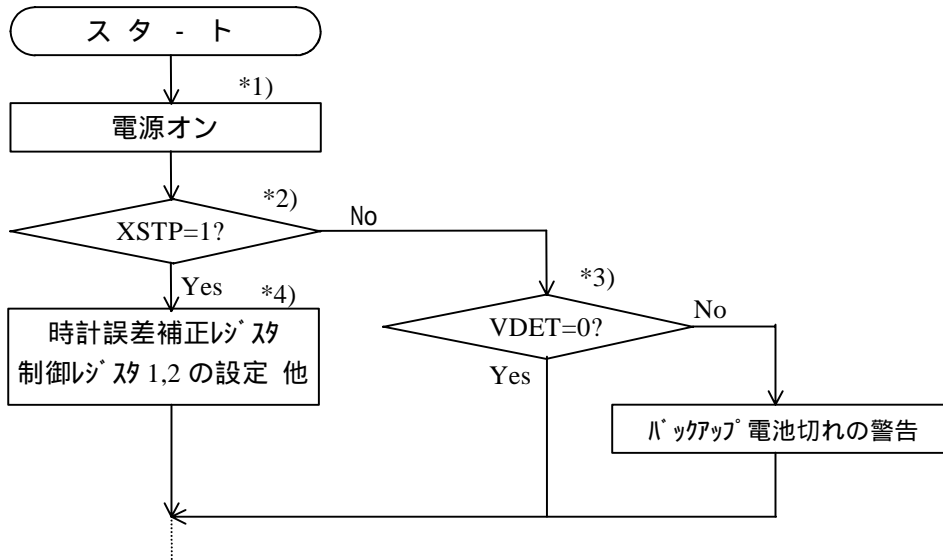 スタ-ト
*1)
電源オン
*2)
XSTP=1?
No
Yes
*3)
VDET=0?
No
Yes
*4)
時計誤差補正ﾚｼﾞｽﾀ
制御ﾚｼﾞｽﾀ 1,2 の設定 他
ﾊﾞｯｸｱｯﾌﾟ電池切れの警告